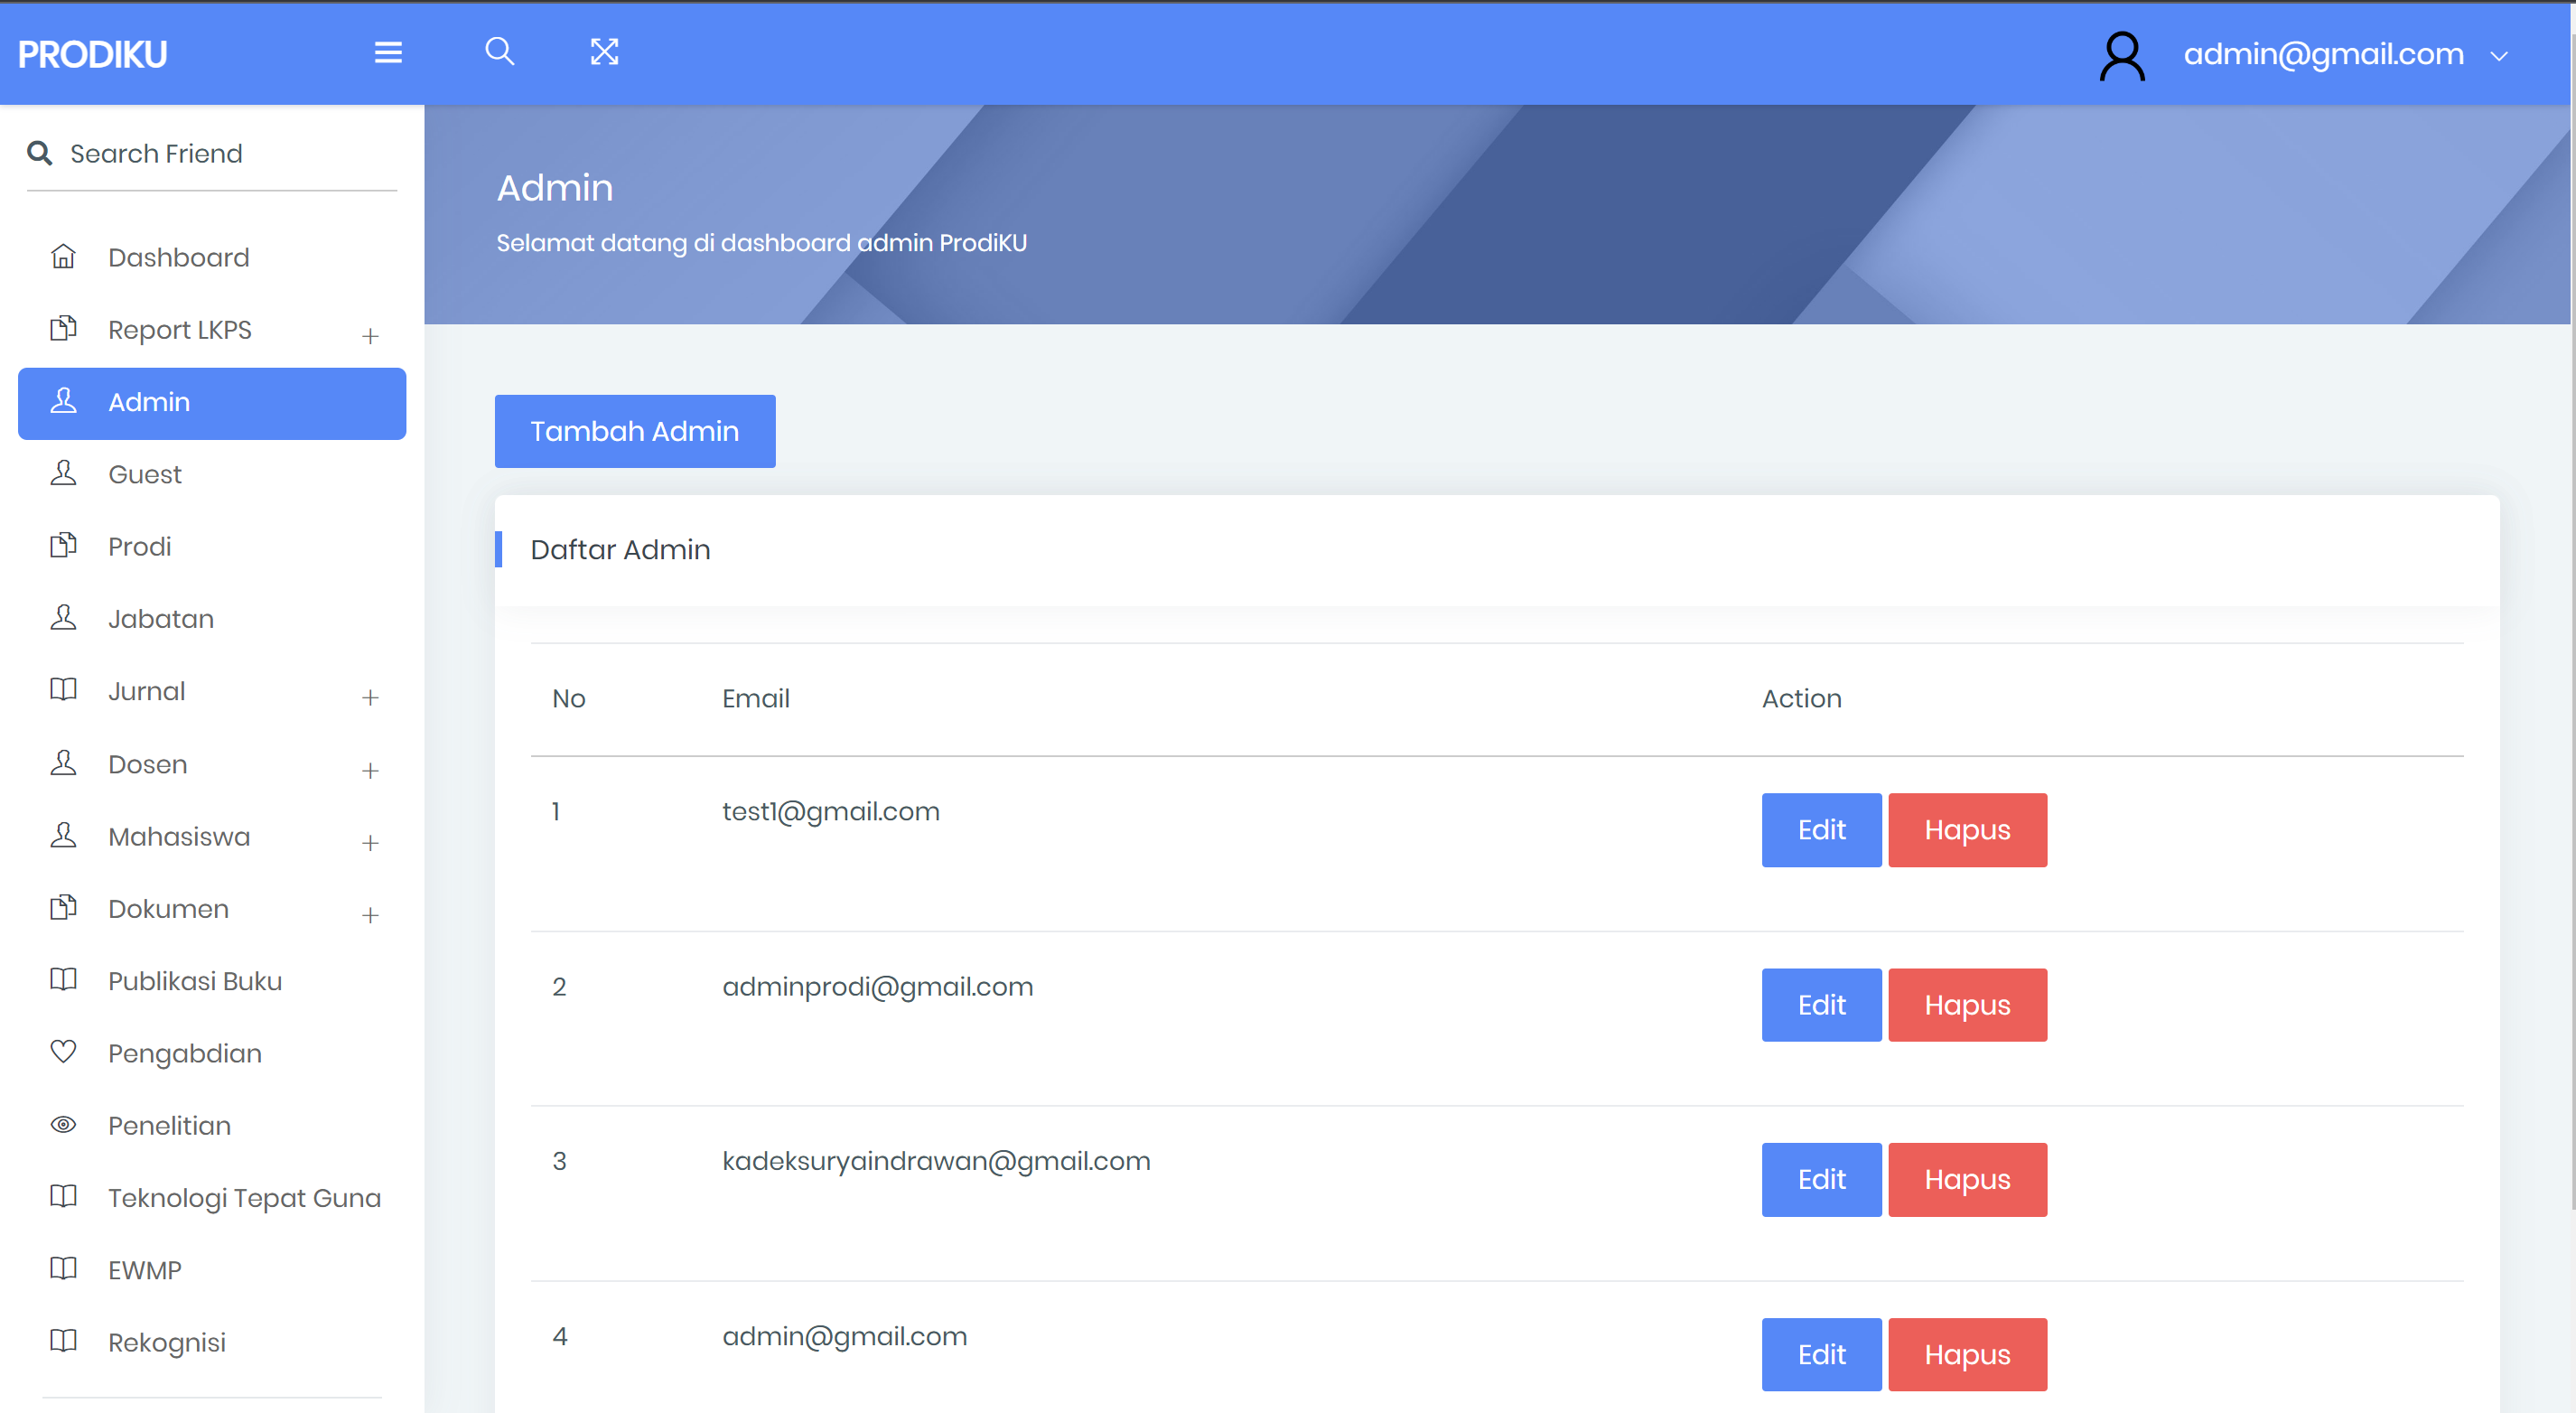 PRODIKU
admin@gmail.com
Search Friend
Dashboard
Report LKPS
Admin
Guest
Prodi
Jabatan
Jurnal
Dosen
Mahasiswa
Dokumen
Publikasi Buku
Pengabdian
Penelitian
Teknologi Tepat Guna
EWMP
Rekognisi
Admin
Selamat datang di dashboard admin ProdiKU
Tambah Admin
Daftar Admin
No Email Action
1 test1@gmail.com Edit Hapus
2 adminprodi@gmail.com Edit Hapus
3 kadeksuryaindrawan@gmail.com Edit Hapus
4 admin@gmail.com Edit Hapus